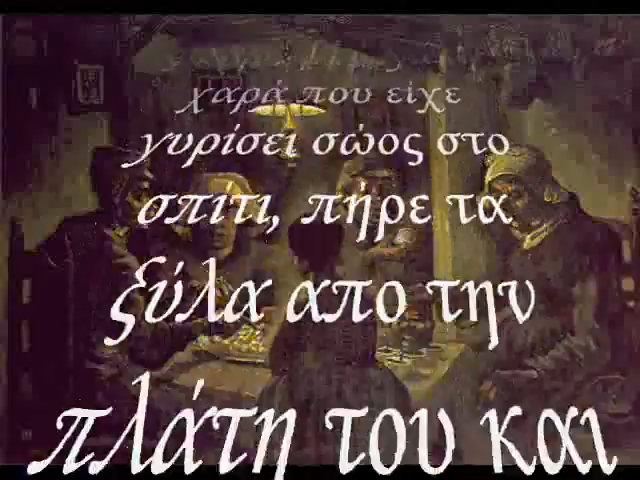 χαρά που είχε
γυρίσει σώος στο
σπίτι, πήρε τα
ξύλα απο την
πλάτη του και